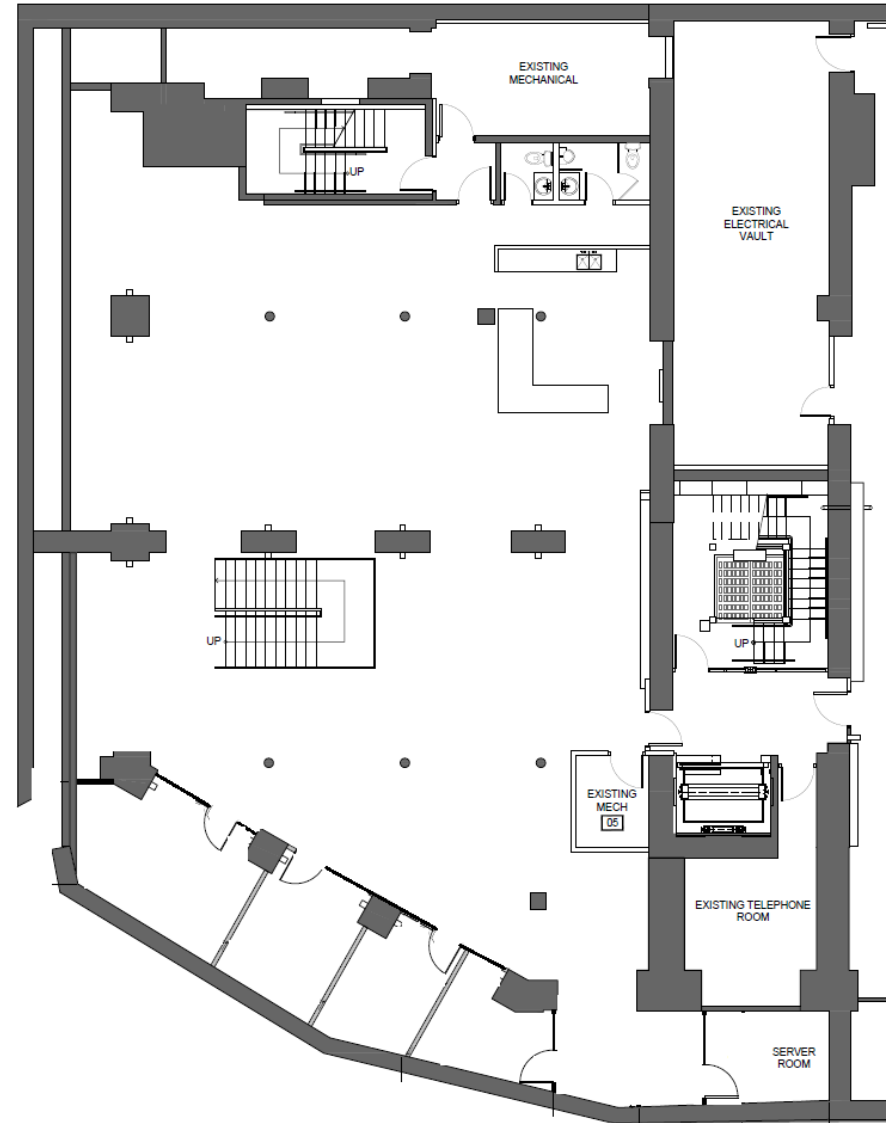 EXISTING
MECHANICAL
UP
EXISTING
ELECTRICAL
VAULT
UP
UP
EXISTING
MECH
05
EXISTING TELEPHONE
ROOM
SERVER
ROOM